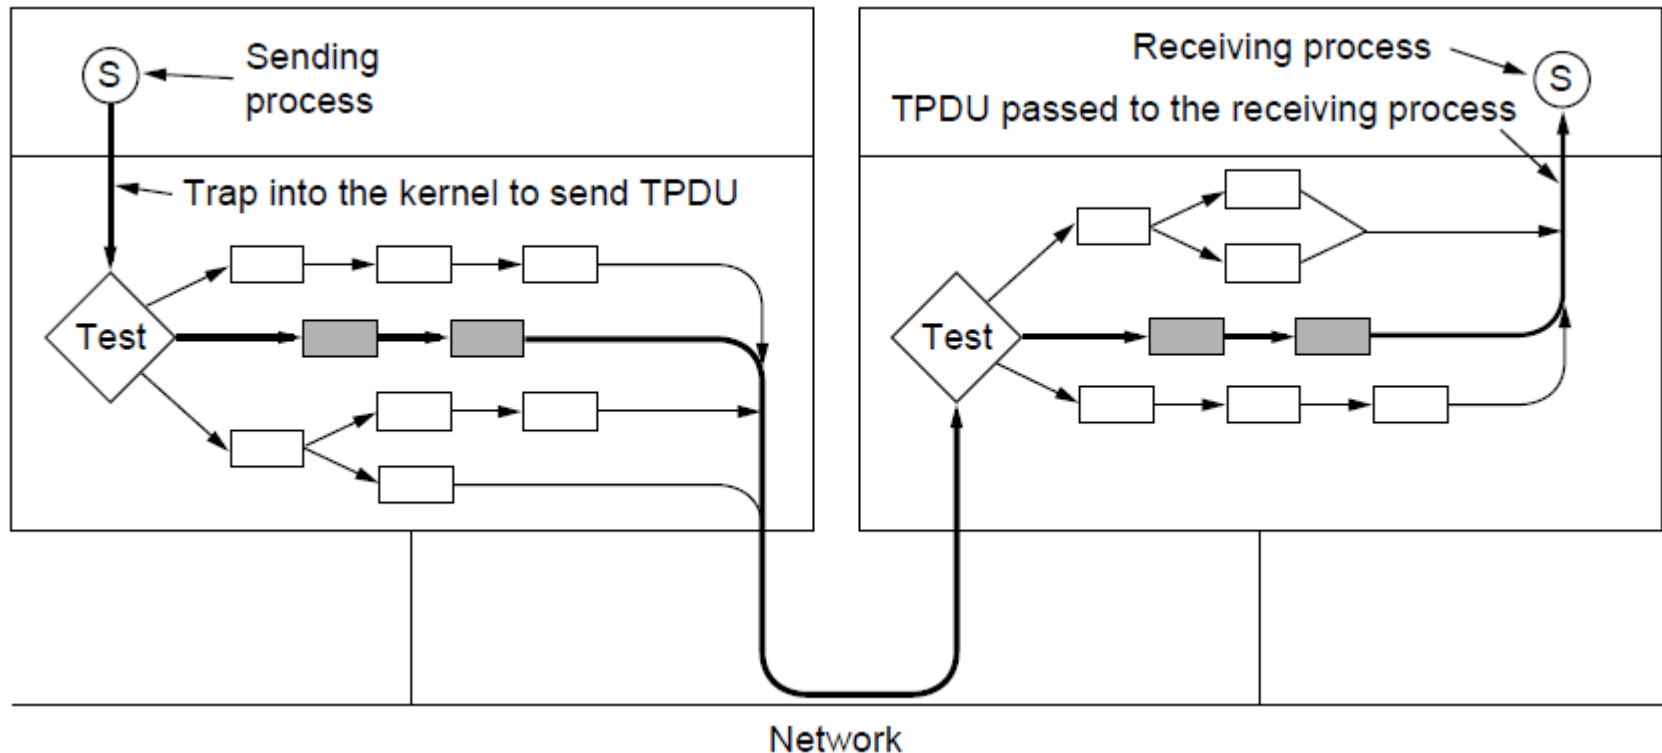 S
Sending
process
Trap into the kernel to send TPDU
Test
Receiving process
S
TPDU passed to the receiving process
Test
Network